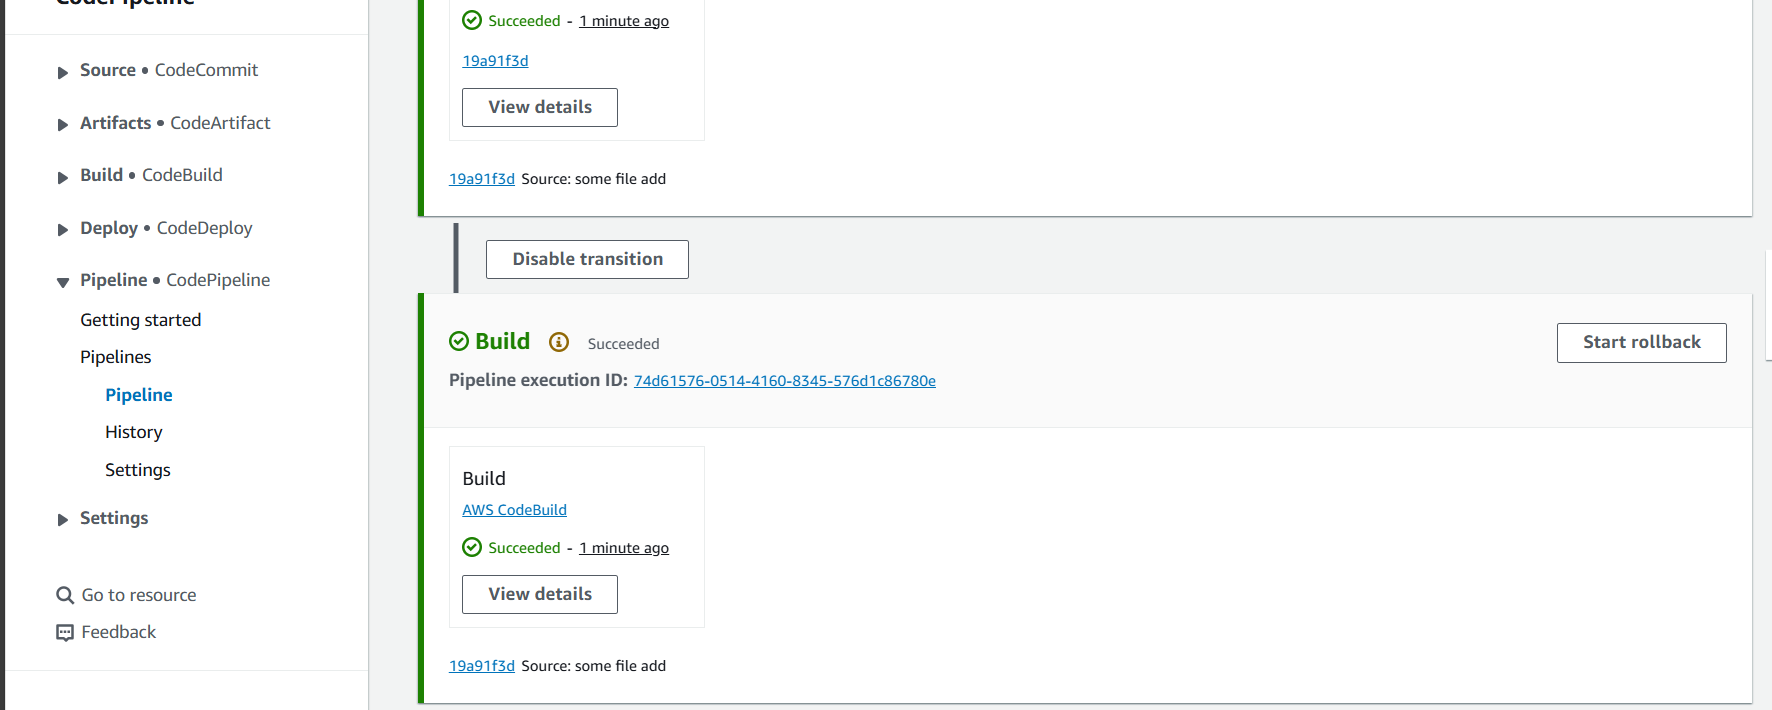 CodePipeline
Source • CodeCommit
Artifacts • CodeArtifact
Build • CodeBuild
Deploy • CodeDeploy
Pipeline • CodePipeline
Getting started
Pipelines
Pipeline
History
Settings
Settings
Go to resource
Feedback
Succeeded - 1 minute ago
19a91f3d
View details
19a91f3d Source: some file add
Disable transition
Build Succeeded
Start rollback
Pipeline execution ID: 74d61576-0514-4160-8345-576d1c86780e
Build
AWS CodeBuild
Succeeded - 1 minute ago
View details
19a91f3d Source: some file add